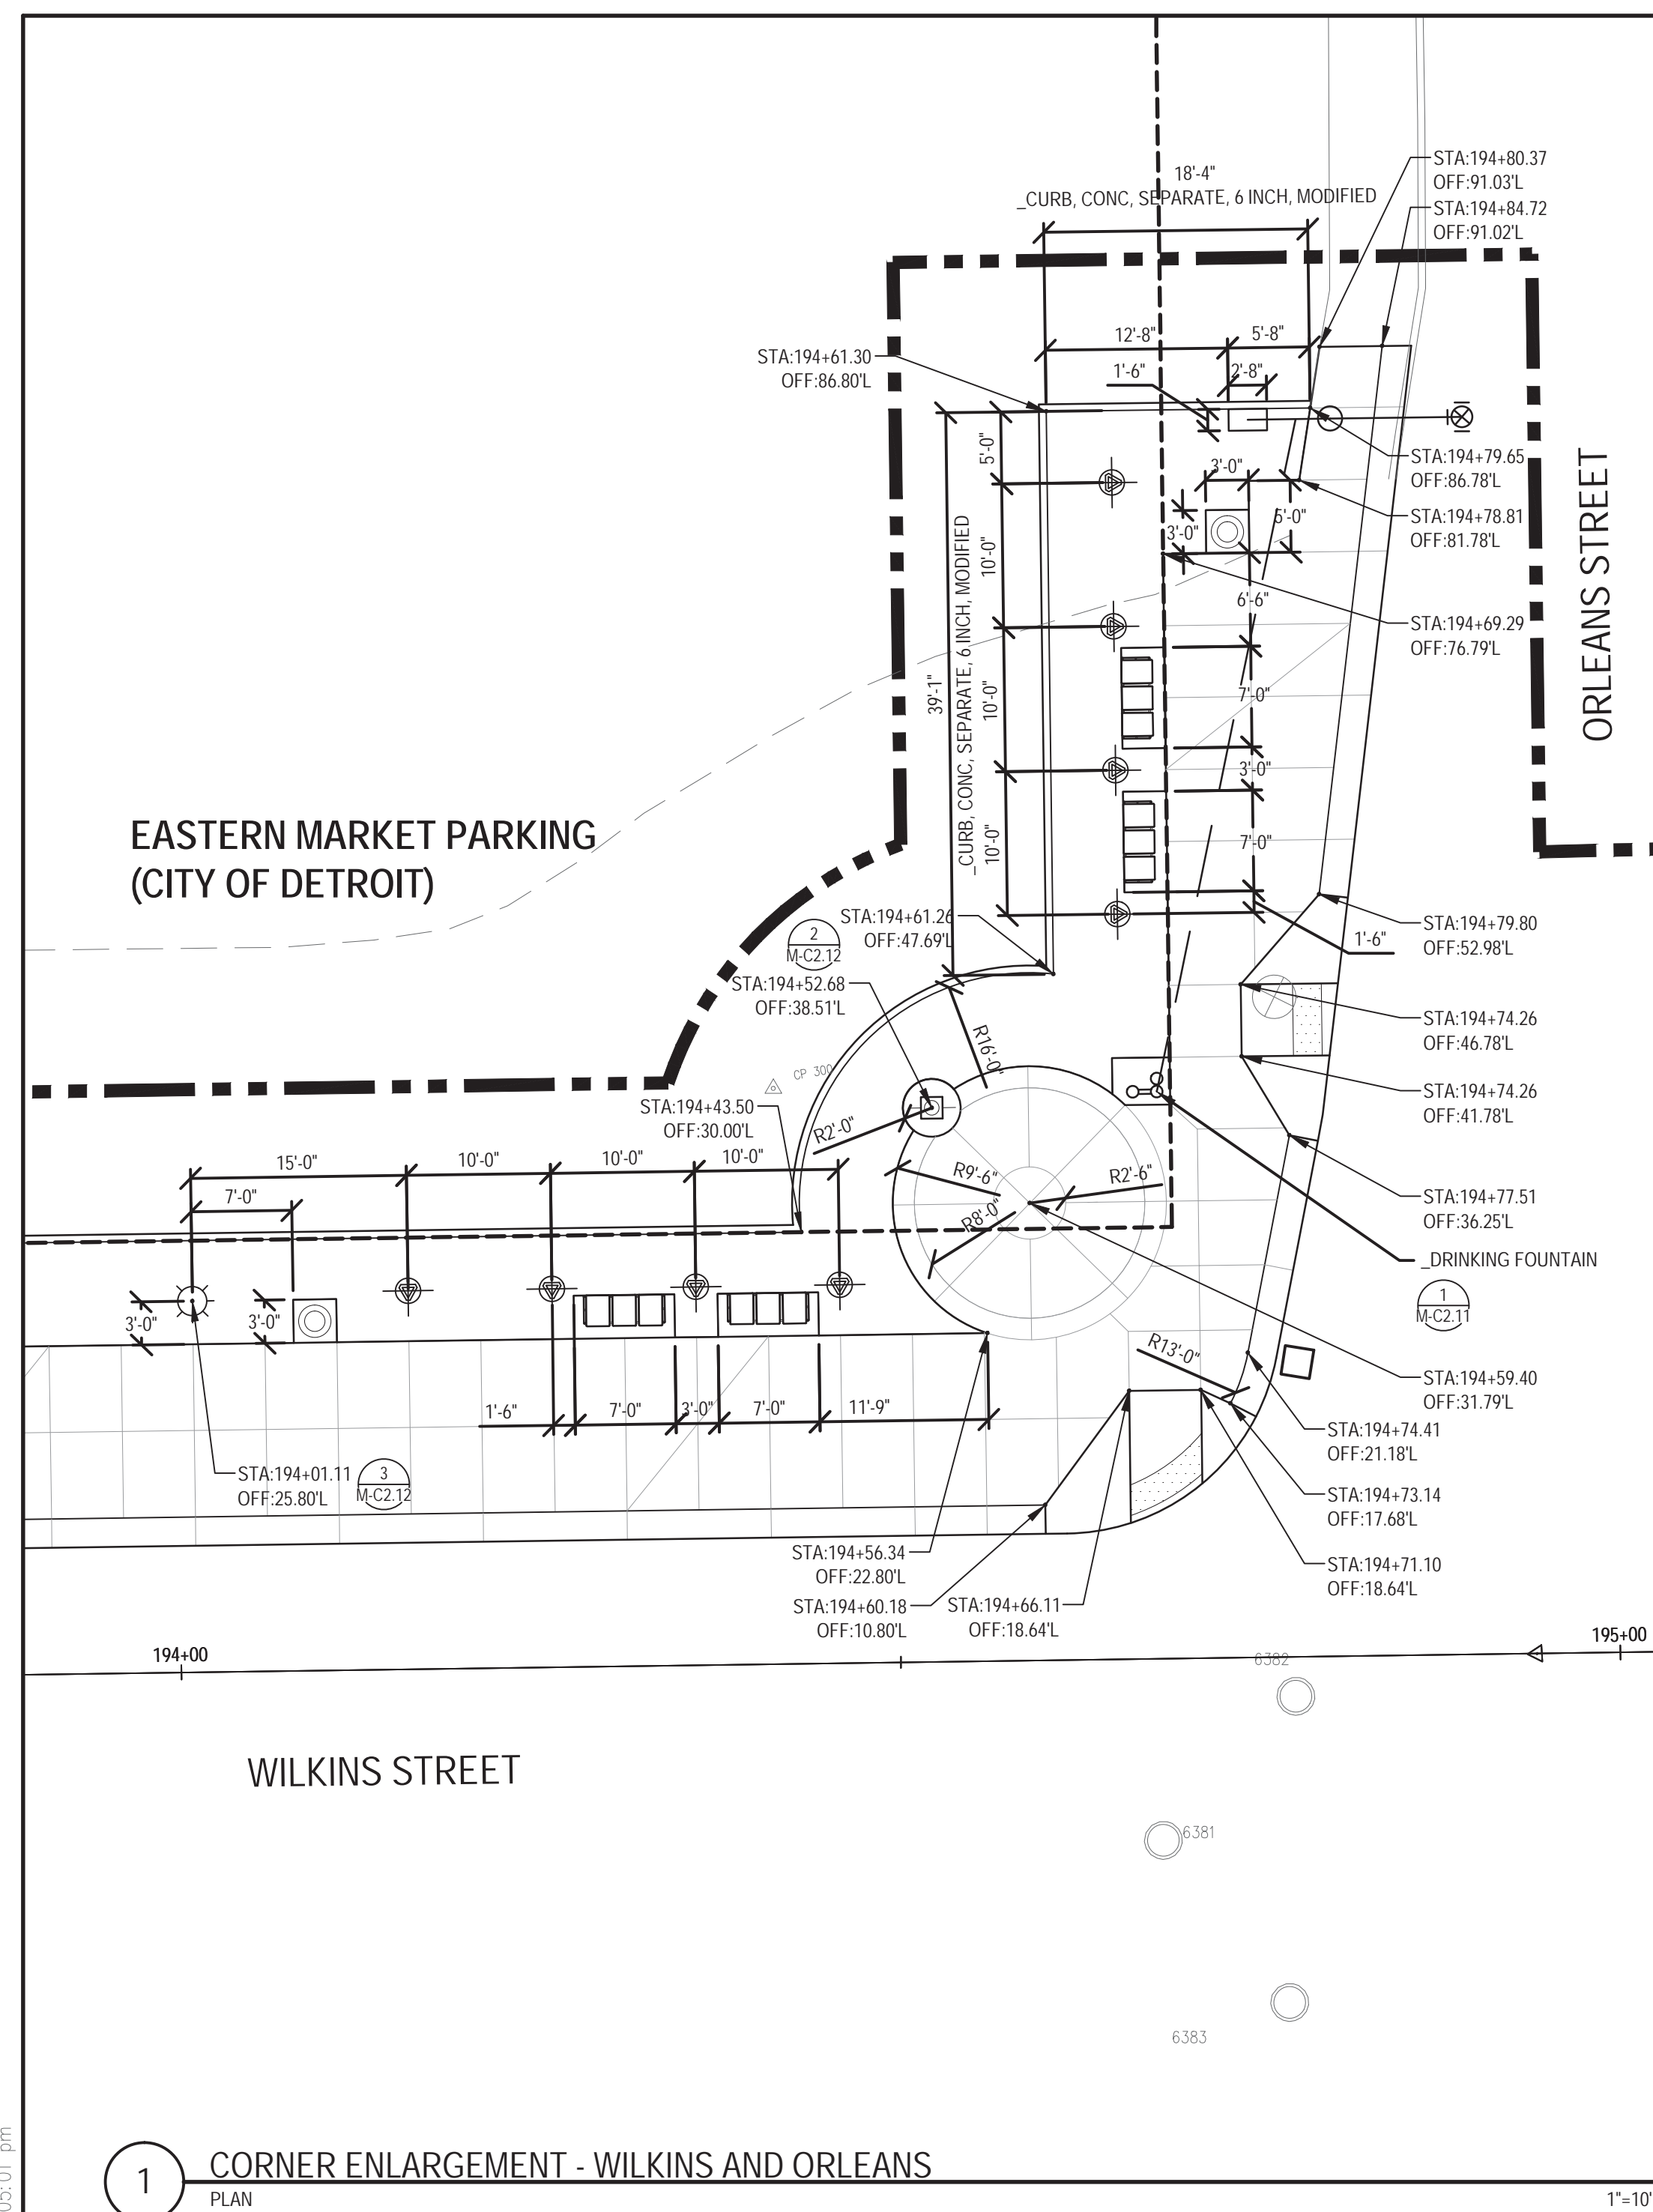 18'-4"
_CURB, CONC, SEPARATE, 6 INCH, MODIFIED
STA:194+80.37
OFF:91.03'L
STA:194+84.72
OFF:91.02'L
12'-8"
5'-8"
STA:194+61.30
OFF:86.80'L
1'-6"
2'-8"
5'-0"
3'-0"
STA:194+79.65
OFF:86.78'L
3'-0"
5'-0"
STA:194+78.81
OFF:81.78'L
10'-0"
6'-6"
STA:194+69.29
OFF:76.79'L
ORLEANS STREET
39'-1"
_CURB, CONC, SEPARATE, 6 INCH, MODIFIED
10'-0"
7'-0"
3'-0"
10'-0"
7'-0"
EASTERN MARKET PARKING
(CITY OF DETROIT)
STA:194+61.26
OFF:47.69'L
2
M-C2.12
STA:194+79.80
OFF:52.98'L
1'-6"
STA:194+52.68
OFF:38.51'L
R16'-0"
STA:194+74.26
OFF:46.78'L
CP 300
STA:194+74.26
OFF:41.78'L
STA:194+43.50
OFF:30.00'L
R2'-0"
15'-0"
10'-0"
10'-0"
10'-0"
7'-0"
R9'-6"
R2'-6"
R8'-0"
STA:194+77.51
OFF:36.25'L
_DRINKING FOUNTAIN
1
M-C2.11
3'-0"
3'-0"
R13'-0"
STA:194+59.40
OFF:31.79'L
1'-6"
7'-0"
3'-0"
7'-0"
11'-9"
STA:194+74.41
OFF:21.18'L
STA:194+01.11
OFF:25.80'L
3
M-C2.12
STA:194+73.14
OFF:17.68'L
STA:194+56.34
OFF:22.80'L
STA:194+71.10
OFF:18.64'L
STA:194+60.18
OFF:10.80'L
STA:194+66.11
OFF:18.64'L
194+00
195+00
6382
WILKINS STREET
6381
6383
05:01 pm
1
CORNER ENLARGEMENT - WILKINS AND ORLEANS
PLAN
1"=10'